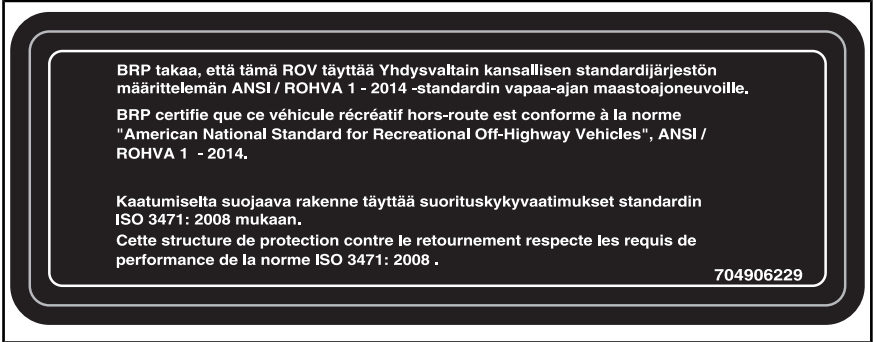 BRP takaa, että tämä ROV täyttää Yhdysvaltain kansallisen standardijärjestön
määrittelemän ANSI / ROHVA 1 - 2014 -standardin vapaa-ajan maastoajoneuvoille.
BRP certifie que ce véhicule récréatif hors-route est conforme à la norme
"American National Standard for Recreational Off-Highway Vehicles", ANSI /
ROHVA 1 - 2014.
Kaatumiselta suojaava rakenne täyttää suorituskykyvaatimukset standardin
ISO 3471: 2008 mukaan.
Cette structure de protection contre le retournement respecte les requis de
performance de la norme ISO 3471: 2008 .
704906229